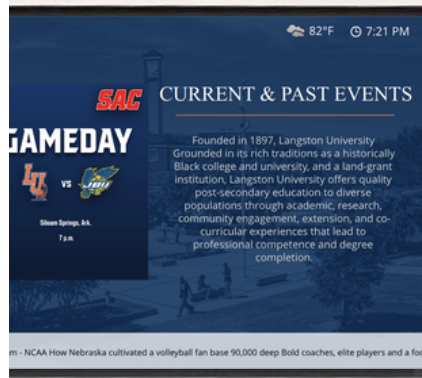 82°F 7:21 PM
SAC
CURRENT & PAST EVENTS
GAMEDAY
LU VS JBU
Siloam Springs, Ark.
7 p.m.
Founded in 1897, Langston University
Grounded in its rich traditions as a historically
Black college and university, and a land-grant
institution, Langston University offers quality
post-secondary education to diverse
populations through academic, research,
community engagement, extension, and co-
curricular experiences that lead to
professional competence and degree
completion.
m - NCAA How Nebraska cultivated a volleyball fan base 90,000 deep Bold coaches, elite players and a foo